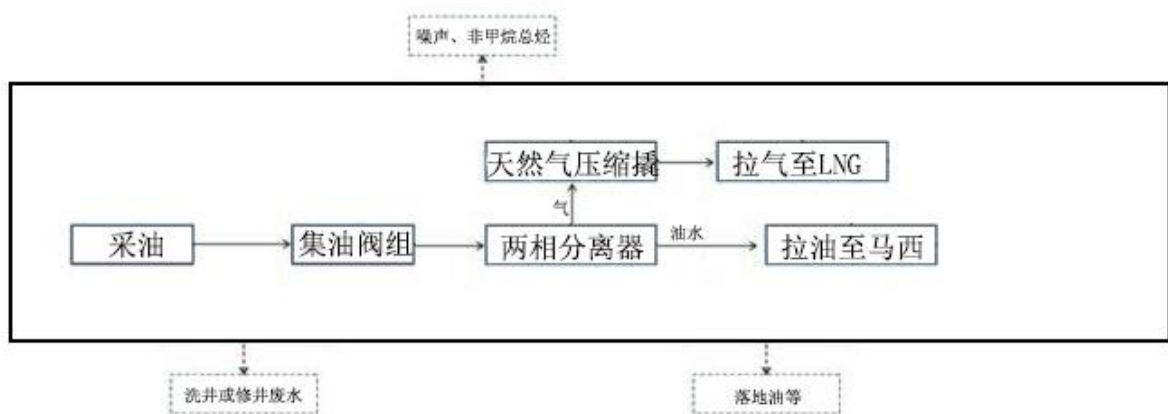 噪声、非甲烷总烃
天然气压缩撬
拉气至LNG
气
采油
集油阀组
两相分离器
油水
拉油至马西
洗井或修井废水
落地油等